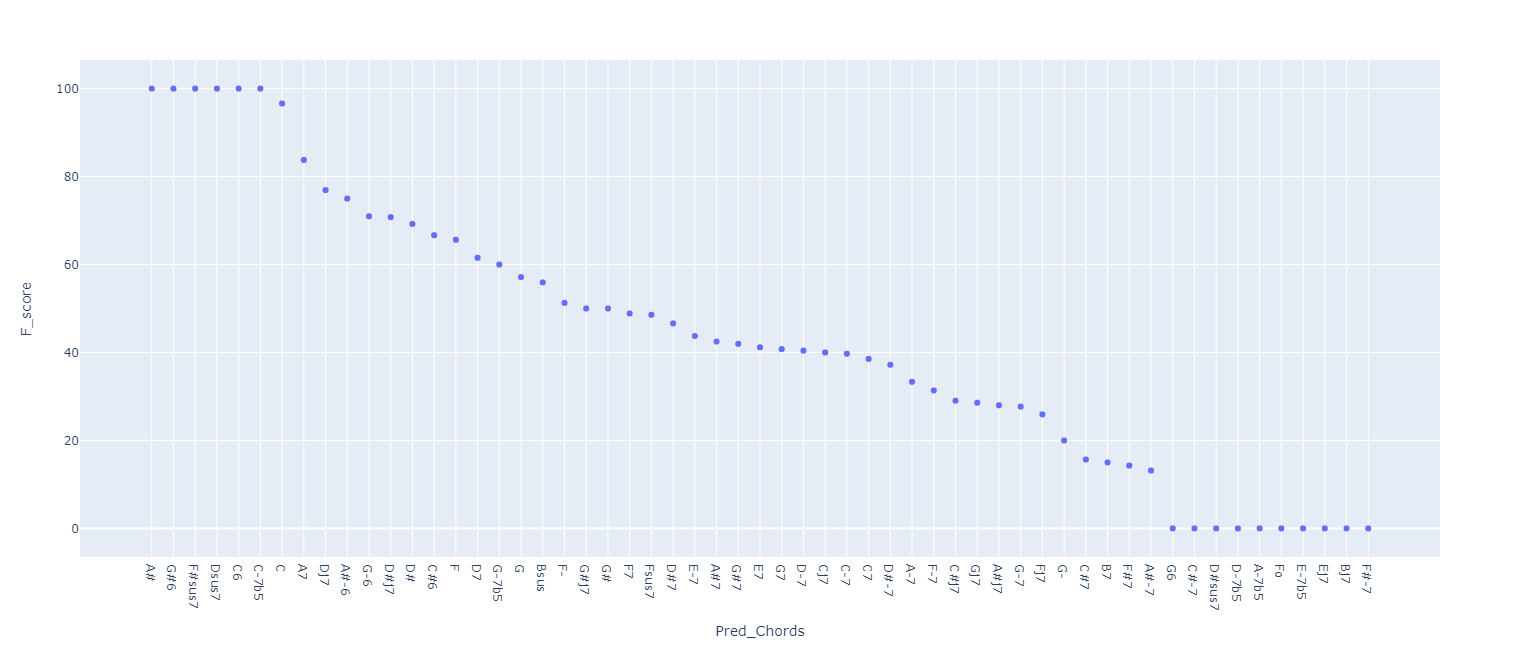 100
80
60
40
20
0
F_score
A#
G#6
F#sus7
Dsus7
C6
C-7b5
C
A7
DJ7
A#-6
G-6
D#J7
D#
C#6
F
D7
G-7b5
G
Bsus
F-
G#J7
G#
F7
Fsus7
D#7
E-7
A#7
G#7
E7
G7
D-7
CJ7
C-7
C7
D#-7
A-7
F-7
C#J7
GJ7
A#J7
G-7
FJ7
G-
C#7
B7
F#7
A#-7
G6
C#-7
D#sus7
D-7b5
A-7b5
Fo
E-7b5
EJ7
BJ7
F#-7
Pred_Chords